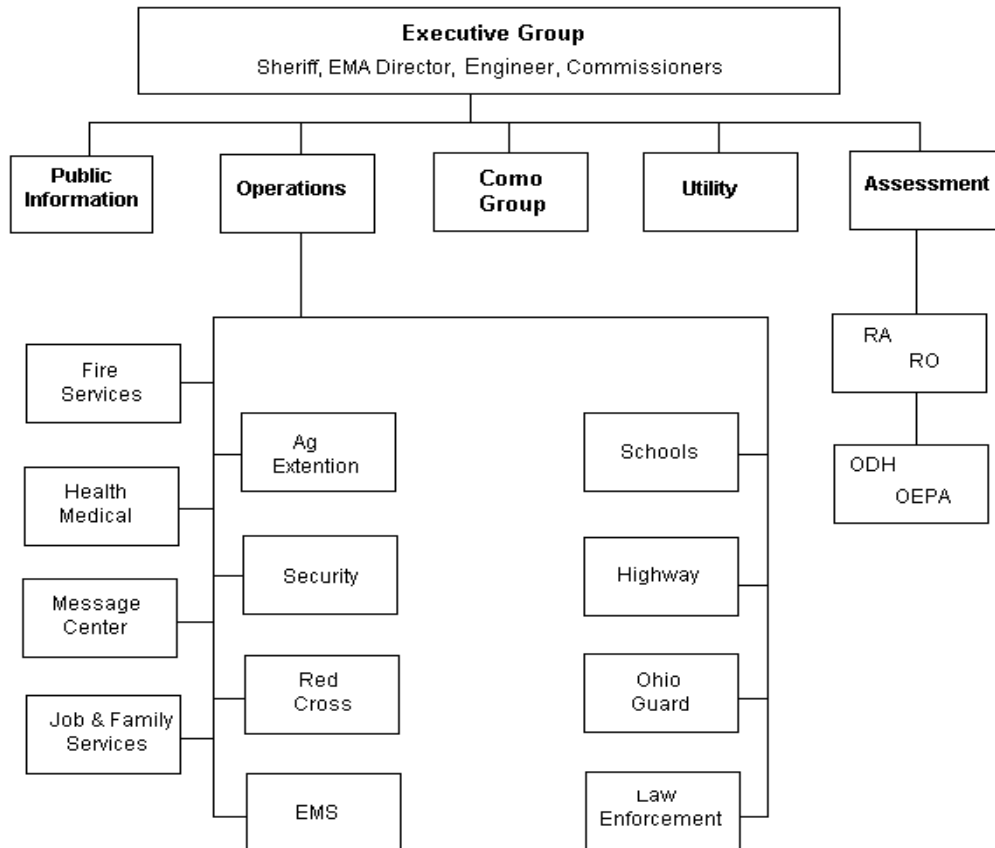 Executive Group
Sheriff, EMA Director, Engineer, Commissioners
Public
Information
Operations
Como
Group
Utility
Assessment
RA
RO
ODH
OEPA
Fire
Services
Health
Medical
Message
Center
Job & Family
Services
Ag
Extention
Security
Red
Cross
EMS
Schools
Highway
Ohio
Guard
Law
Enforcement